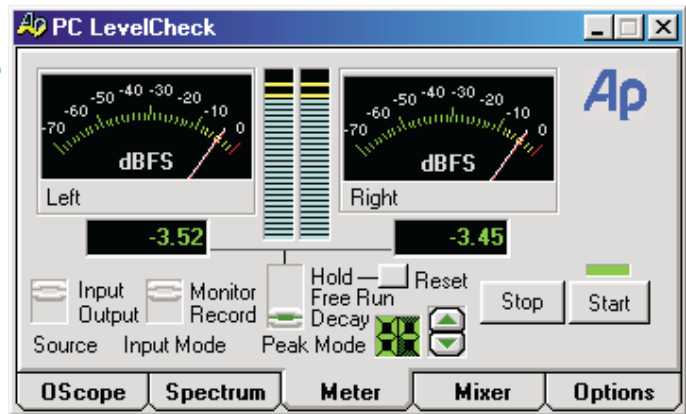 Ap PC LevelCheck
-70 -60 -50 -40 -30 -20 -10 0
dBFS
Left
-70 -60 -50 -40 -30 -20 -10 0
dBFS
Right
Ap
-3.52
-3.45
Input
Output
Source
Monitor
Record
Input Mode
Hold
Free Run
Decay
Peak Mode
Reset
Stop
Start
OScope
Spectrum
Meter
Mixer
Options